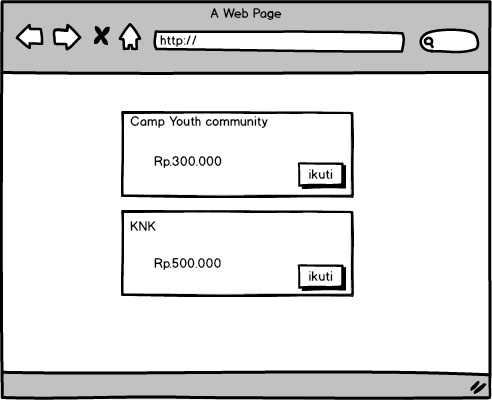 A Web Page
http://
Camp Youth community
Rp.300.000
ikuti
KNK
Rp.500.000
ikuti